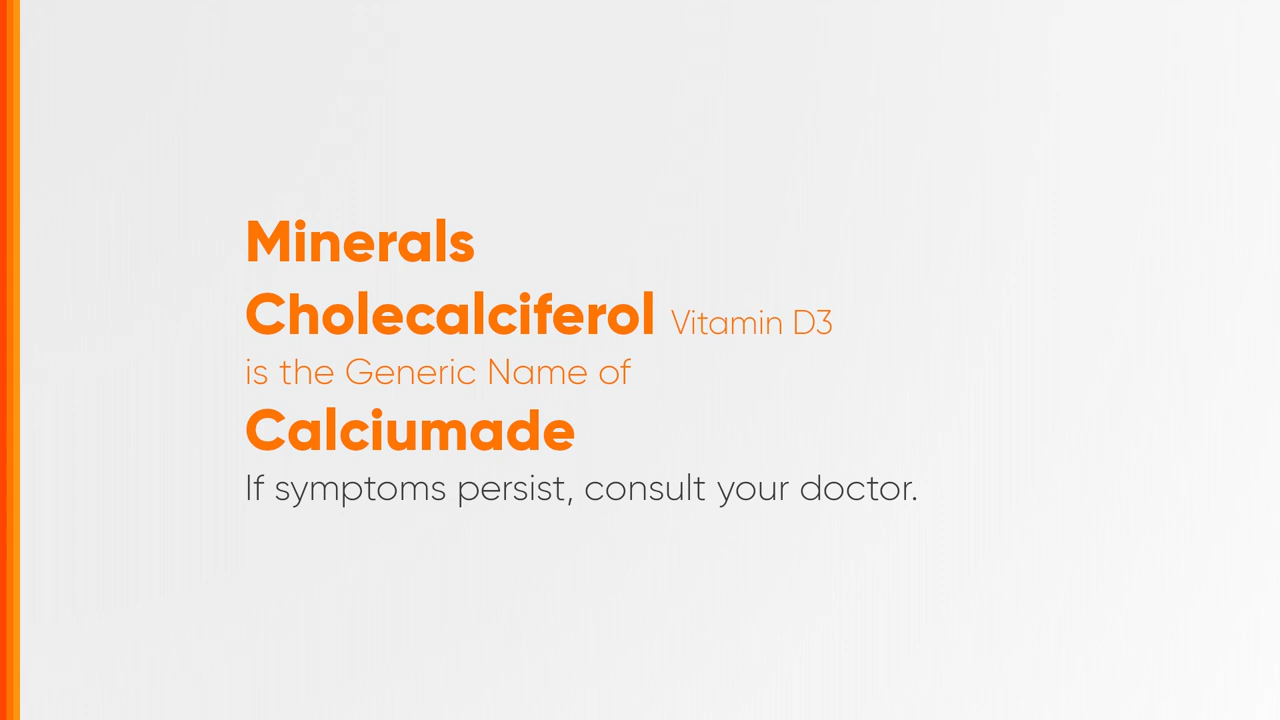 Minerals
Cholecalciferol Vitamin D3
is the Generic Name of
Calciumade
If symptoms persist, consult your doctor.